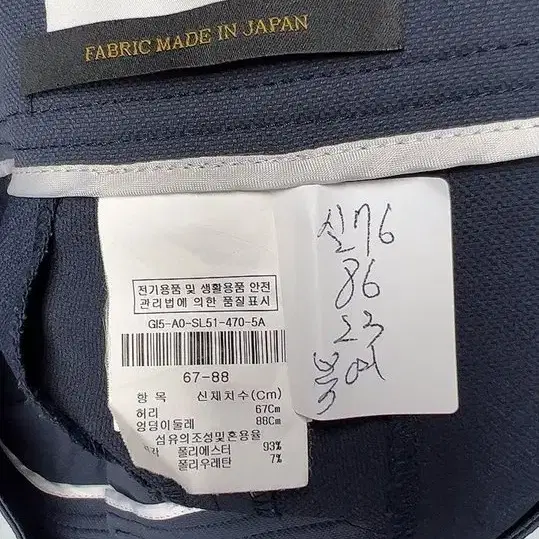 FABRIC MADE IN JAPAN
전기용품 및 생활용품 안전
관리법에 의한 품질표시
GI5-A0-SL51-470-5A
67-88
항 목 신체치수(Cm)
허리 67Cm
엉덩이둘레 88Cm
섬유의조성및혼용율
폴리에스터 93%
폴리우레탄 7%
신76
86